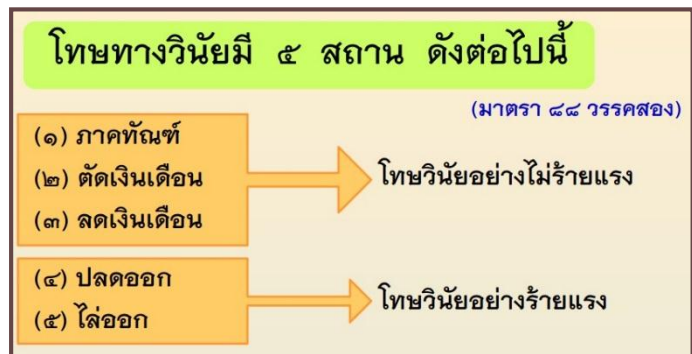 โทษทางวินัยมี ๕ สถาน ดังต่อไปนี้
(มาตรา ๘๘ วรรคสอง)
(๑) ภาคทัณฑ์
(๒) ตัดเงินเดือน
(๓) ลดเงินเดือน
โทษวินัยอย่างไม่ร้ายแรง
(๔) ปลดออก
(๕) ไล่ออก
โทษวินัยอย่างร้ายแรง